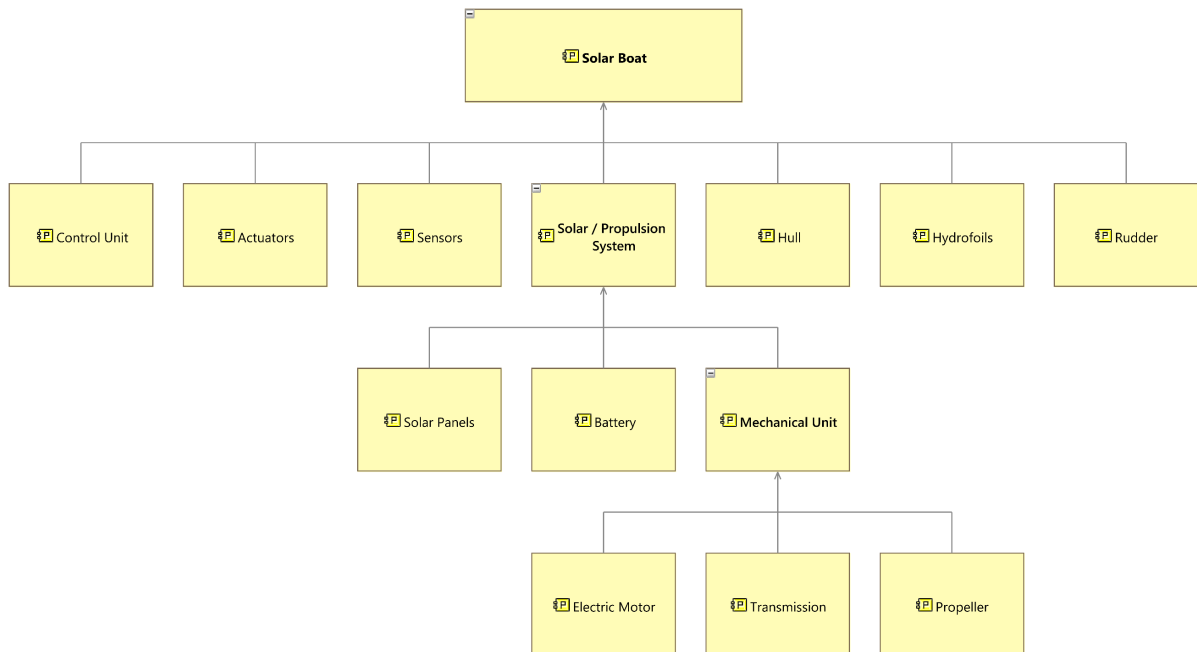 Solar Boat
Control Unit
Actuators
Sensors
Solar / Propulsion
System
Hull
Hydrofoils
Rudder
Solar Panels
Battery
Mechanical Unit
Electric Motor
Transmission
Propeller